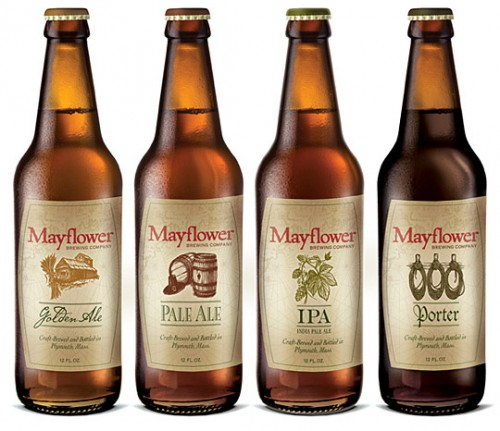 Mayflower
BREWING COMPANY
Golden Ale
Craft-Brewed and Bottled in
Plymouth, Mass.
12 FL. OZ.
Mayflower
BREWING COMPANY
PALE ALE
Craft-Brewed and Bottled in
Plymouth, Mass.
12 FL. OZ.
Mayflower
BREWING COMPANY
IPA
INDIA PALE ALE
Craft-Brewed and Bottled in
Plymouth, Mass.
12 FL. OZ.
Mayflower
BREWING COMPANY
Porter
Craft-Brewed and Bottled in
Plymouth, Mass.
12 FL. OZ.